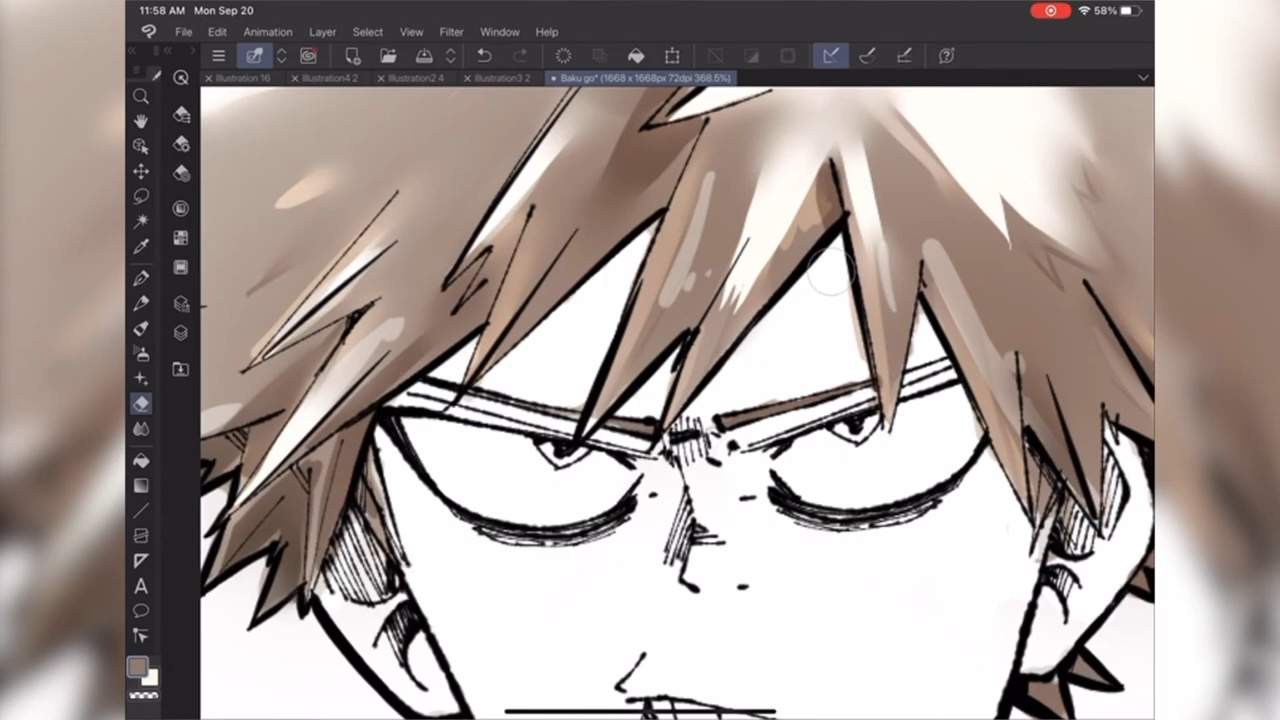 11:58 AM Mon Sep 20
58%
File Edit Animation Layer Select View Filter Window Help
Illustration 16 Illustration4 2 Illustration2 4 Illustration3 2 Baku go* (1668 x 1668px 72dpi 368.5%)
A